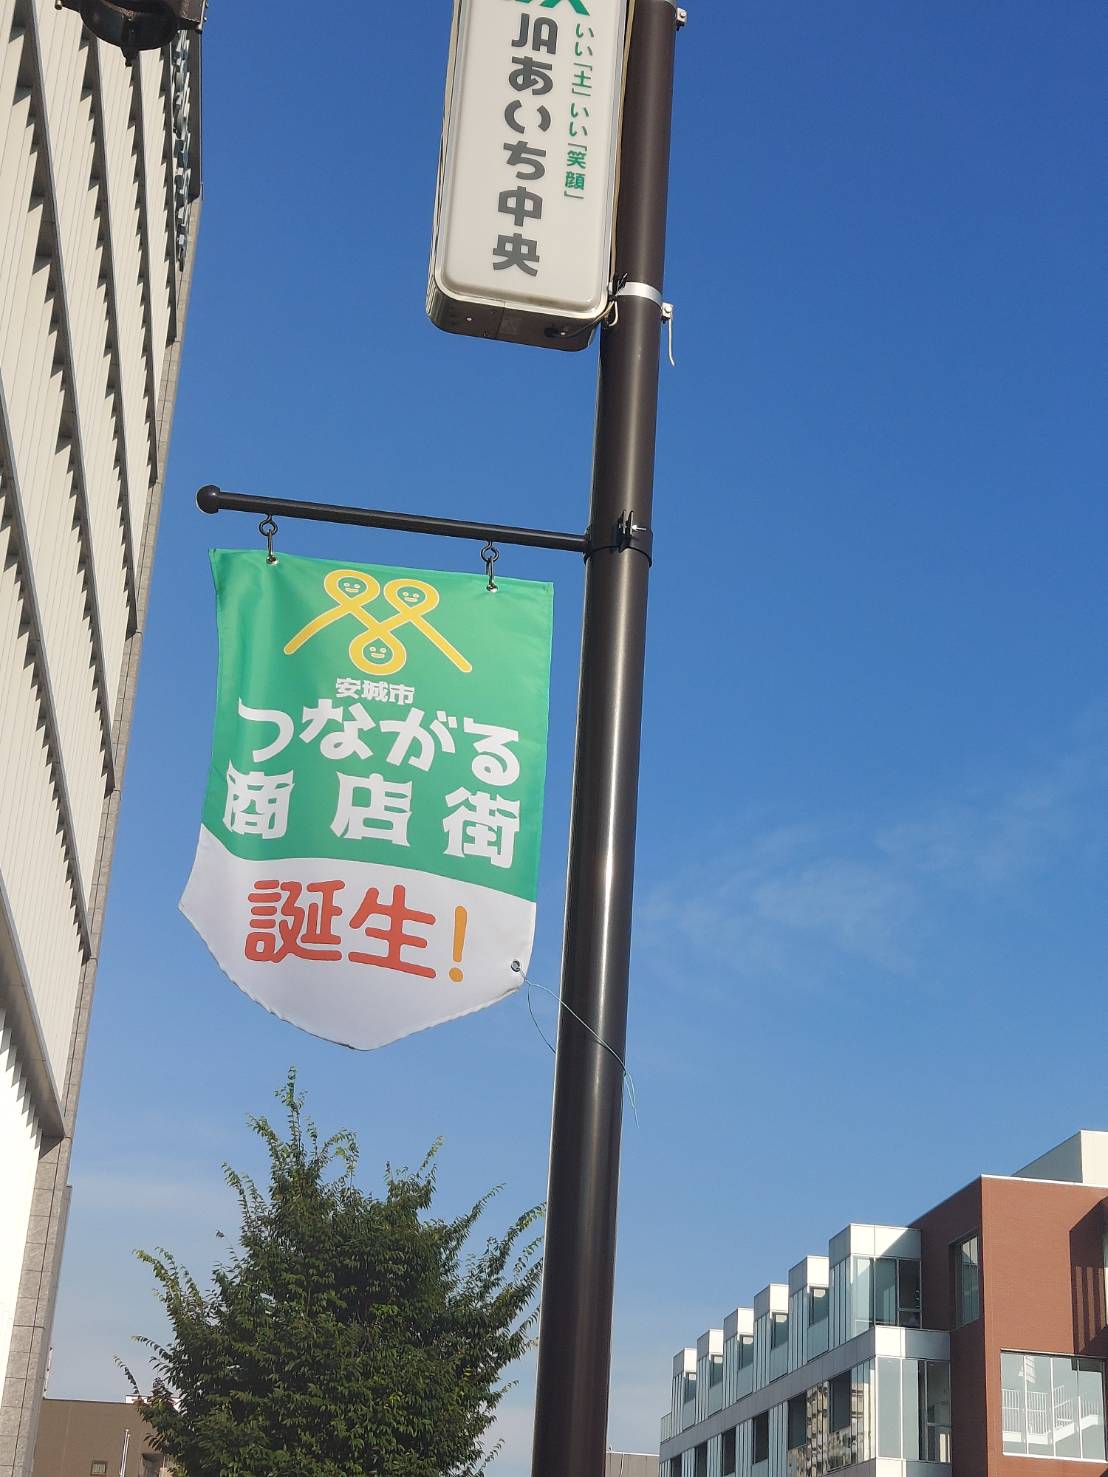 JAあいち中央
いい「土」いい「笑顔」
安城市
つながる
商店街
誕生!